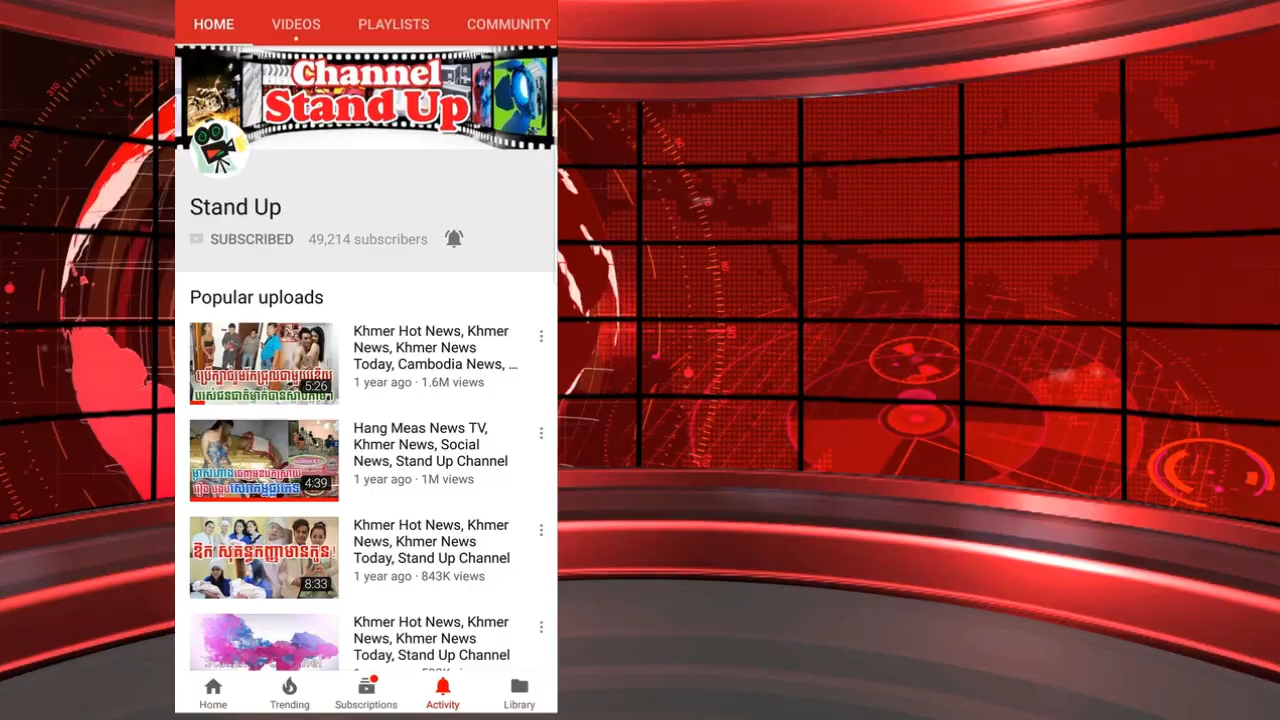 HOME VIDEOS PLAYLISTS COMMUNITY
Channel
Stand Up
Stand Up
SUBSCRIBED 49,214 subscribers
Popular uploads
Khmer Hot News, Khmer
News, Khmer News
Today, Cambodia News, ...
1 year ago · 1.6M views
5:26
Hang Meas News TV,
Khmer News, Social
News, Stand Up Channel
1 year ago · 1M views
4:39
Khmer Hot News, Khmer
News, Khmer News
Today, Stand Up Channel
1 year ago · 843K views
8:33
Khmer Hot News, Khmer
News, Khmer News
Today, Stand Up Channel
Home Trending Subscriptions Activity Library